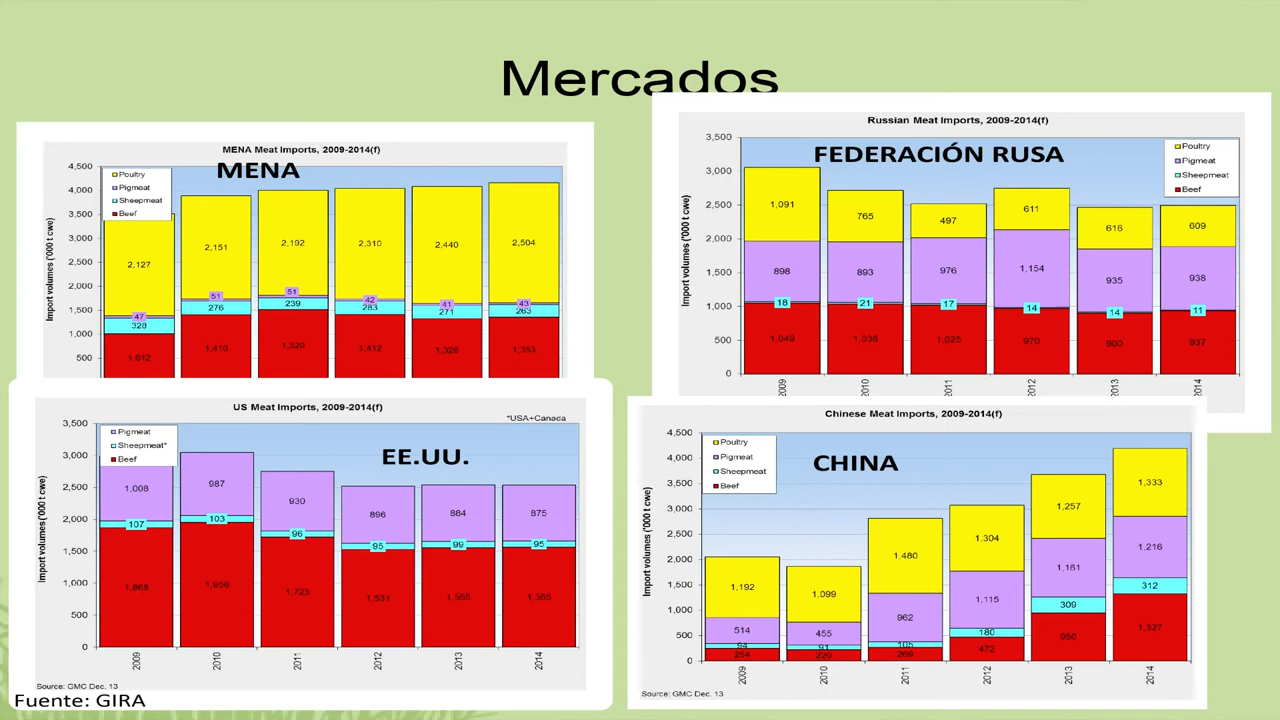 Mercados
MENA Meat Imports, 2009-2014(f)
MENA
Import volumes ('000 t cwe)
4,500
4,000
3,500
3,000
2,500
2,000
1,500
1,000
500
Poultry
Pigmeat
Sheepmeat
Beef
2,127 2,151 2,192 2,310 2,440 2,504
47 51 51 42 41 43
328 276 239 283 271 263
1,012 1,410 1,520 1,412 1,328 1,353
Russian Meat Imports, 2009-2014(f)
FEDERACIÓN RUSA
Import volumes ('000 t cwe)
3,500
3,000
2,500
2,000
1,500
1,000
500
0
Poultry
Pigmeat
Sheepmeat
Beef
1,091 765 497 611 616 609
898 893 976 1,154 935 938
18 21 17 14 14 11
1,049 1,038 1,025 970 900 937
2009 2010 2011 2012 2013 2014
US Meat Imports, 2009-2014(f)
*USA+Canada
EE.UU.
Import volumes ('000 t cwe)
3,500
3,000
2,500
2,000
1,500
1,000
500
0
Pigmeat
Sheepmeat*
Beef
1,008 987 930 896 884 875
107 103 96 95 99 95
1,868 1,956 1,723 1,531 1,555 1,565
2009 2010 2011 2012 2013 2014
Source: GMC Dec. 13
Chinese Meat Imports, 2009-2014(f)
CHINA
Import volumes ('000 t cwe)
4,500
4,000
3,500
3,000
2,500
2,000
1,500
1,000
500
0
Poultry
Pigmeat
Sheepmeat
Beef
1,192 1,099 1,480 1,304 1,257 1,333
514 455 962 1,115 1,161 1,216
94 91 105 180 309 312
254 220 269 472 950 1,327
2009 2010 2011 2012 2013 2014
Source: GMC Dec. 13
Fuente: GIRA